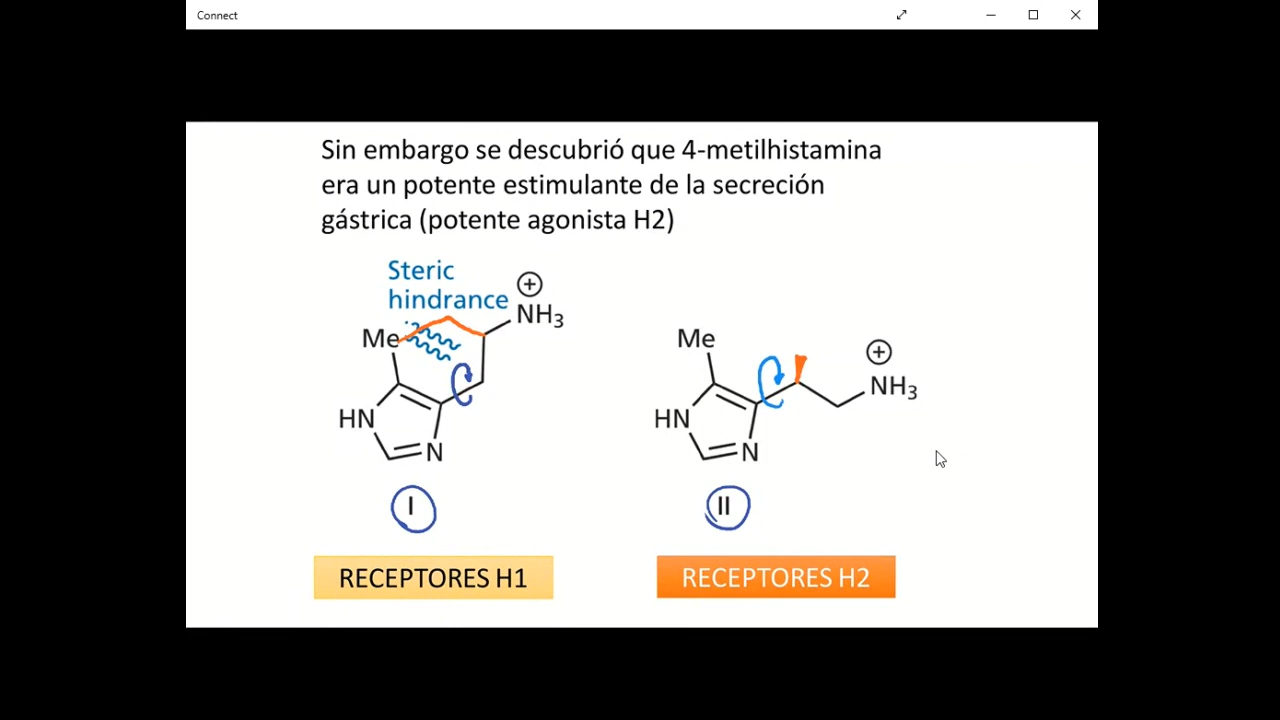 Connect
Sin embargo se descubrió que 4-metilhistamina
era un potente estimulante de la secreción
gástrica (potente agonista H2)
Steric
hindrance
⊕
NH3
Me
HN
N
I
RECEPTORES H1
Me
⊕
NH3
HN
N
II
RECEPTORES H2